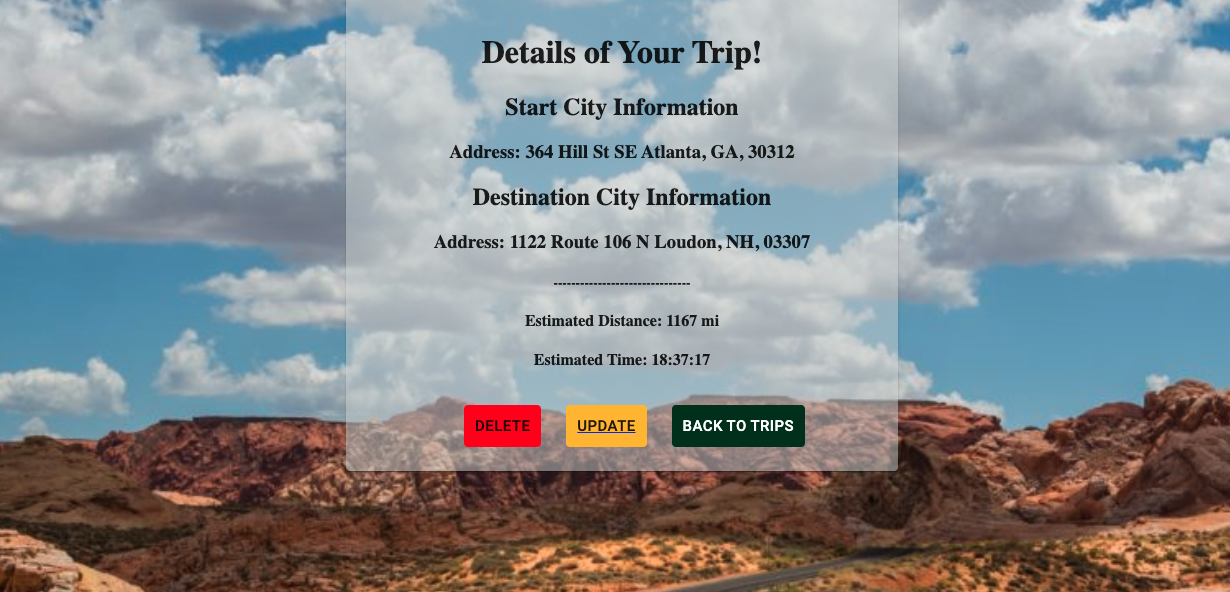 Details of Your Trip!
Start City Information
Address: 364 Hill St SE Atlanta, GA, 30312
Destination City Information
Address: 1122 Route 106 N Loudon, NH, 03307
-------------------------------
Estimated Distance: 1167 mi
Estimated Time: 18:37:17
DELETE UPDATE BACK TO TRIPS